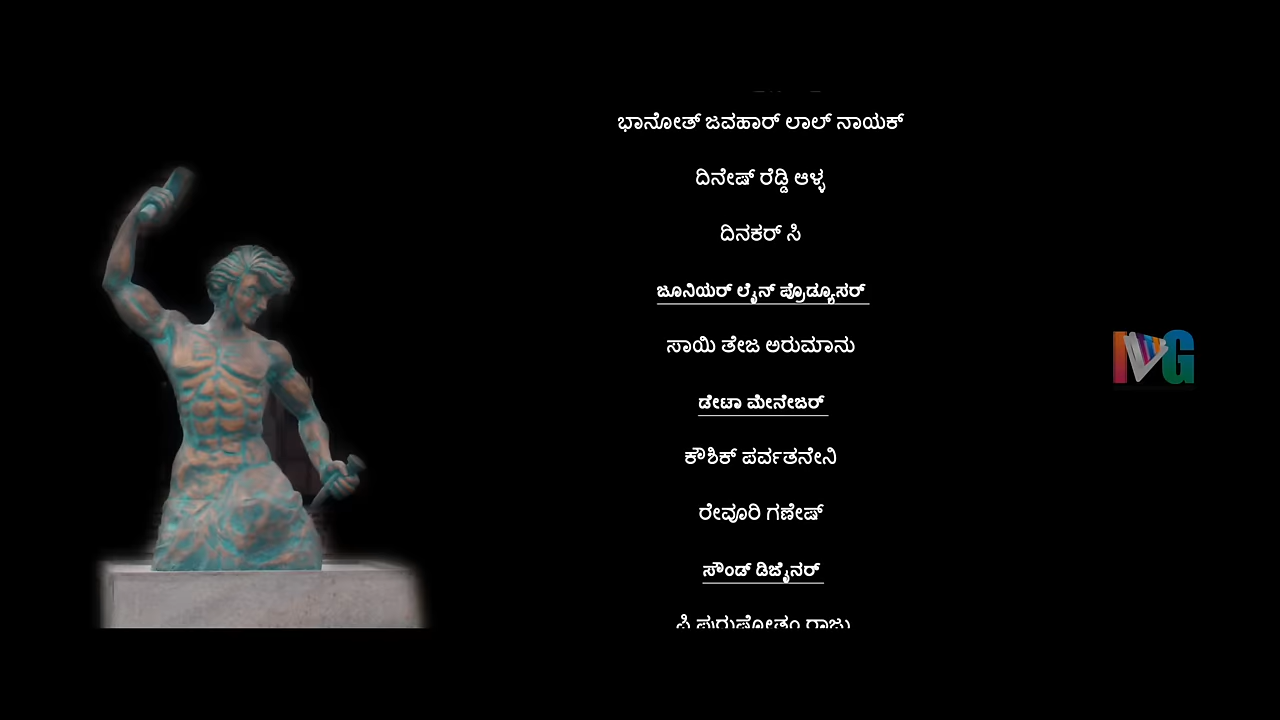 ಭಾನೋತ್ ಜವಹಾರ್ ಲಾಲ್ ನಾಯಕ್
ದಿನೇಷ್ ರೆಡ್ಡಿ ಆಳ್ಳ
ದಿನಕರ್ ಸಿ
ಜೂನಿಯರ್ ಲೈನ್ ಪ್ರೊಡ್ಯೂಸರ್
ಸಾಯಿ ತೇಜ ಅರುಮಾನು
ಡೇಟಾ ಮೇನೇಜರ್
ಕೌಶಿಕ್ ಪರ್ವತನೇನಿ
ರೇವೂರಿ ಗಣೇಷ್
ಸೌಂಡ್ ಡಿಜೈನರ್
ಪುರುಷೋತಂ ರಾಜು